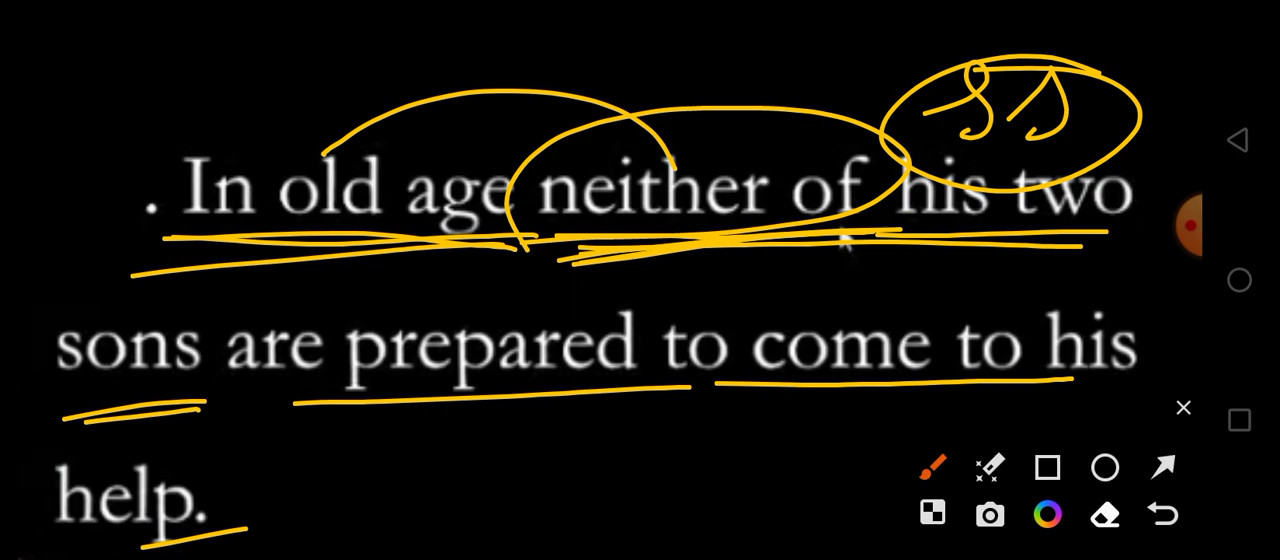 . In old age neither of his two
sons are prepared to come to his
help.